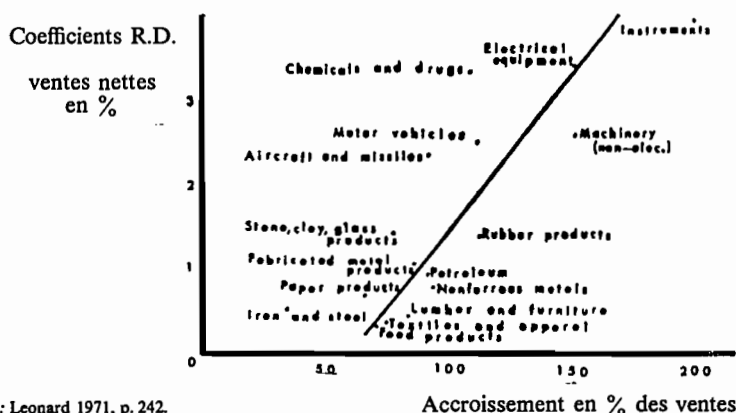 Coefficients R.D.
ventes nettes
en %
Instruments
Electrical
equipment
Chemicals and drugs
3
Motor vehicles
Machinery
(non-elec.)
Aircraft and missiles
2
Stone, clay, glass
products
Rubber products
Fabricated metal
products
1
Petroleum
Paper products
Nonferrous metals
Iron and steel
Lumber and furniture
Textiles and apparel
Food products
0
50
100
150
200
: Leonard 1971, p. 242.
Accroissement en % des ventes